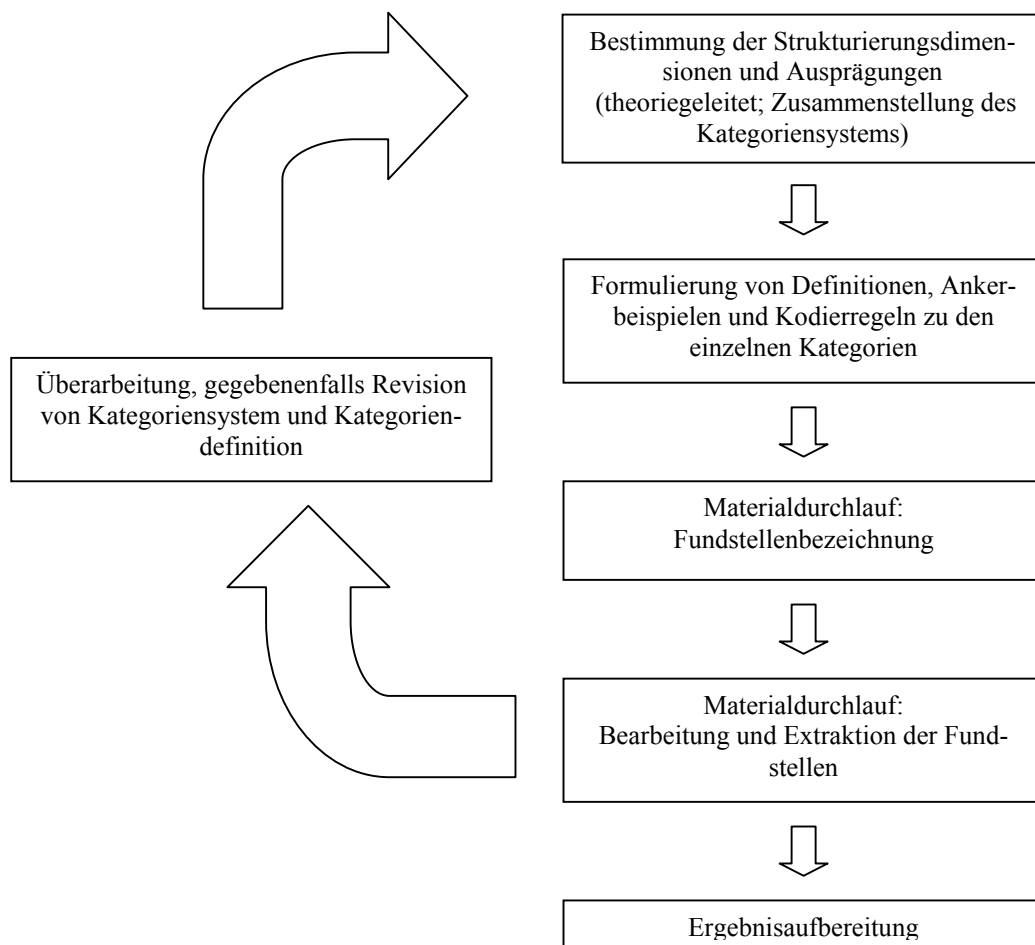 Bestimmung der Strukturierungsdimen-
sionen und Ausprägungen
(theoriegeleitet; Zusammenstellung des
Kategoriensystems)
Formulierung von Definitionen, Anker-
beispielen und Kodierregeln zu den
einzelnen Kategorien
Überarbeitung, gegebenenfalls Revision
von Kategoriensystem und Kategorien-
definition
Materialdurchlauf:
Fundstellenbezeichnung
Materialdurchlauf:
Bearbeitung und Extraktion der Fund-
stellen
Ergebnisaufbereitung